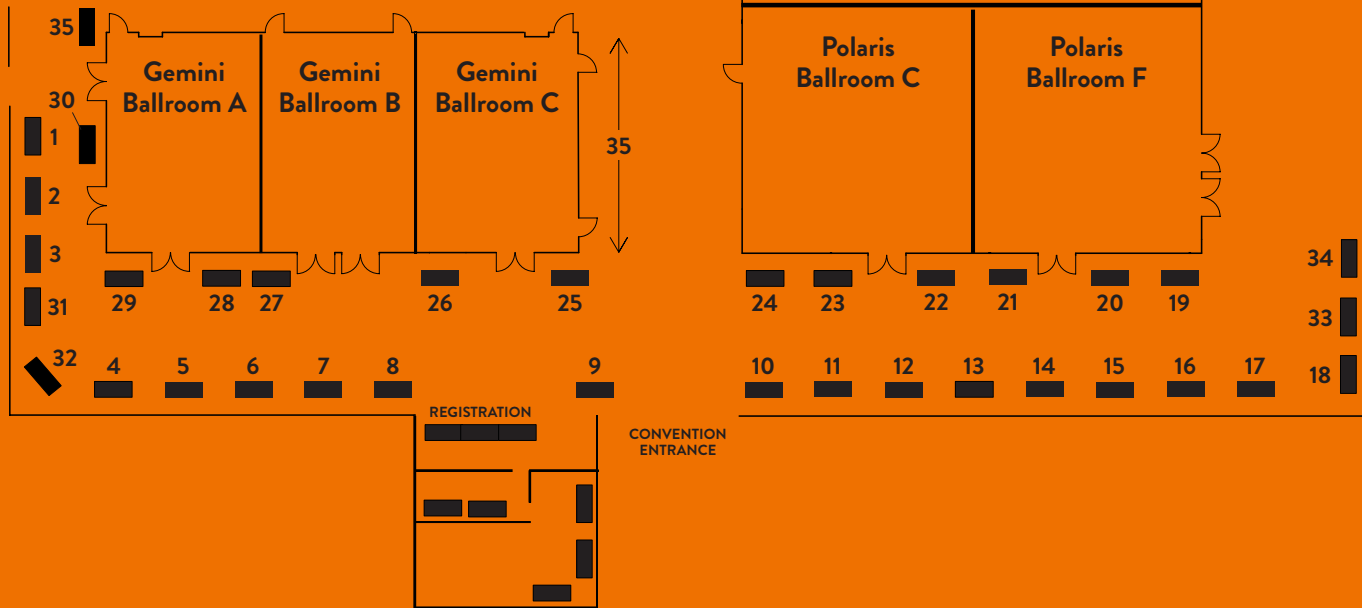 35
Gemini
Ballroom A
Gemini
Ballroom B
Gemini
Ballroom C
Polaris
Ballroom C
Polaris
Ballroom F
30
1
35
2
3
31
34
29
28
27
26
25
24
23
22
21
20
19
33
32
4
5
6
7
8
9
10
11
12
13
14
15
16
17
18
REGISTRATION
CONVENTION
ENTRANCE